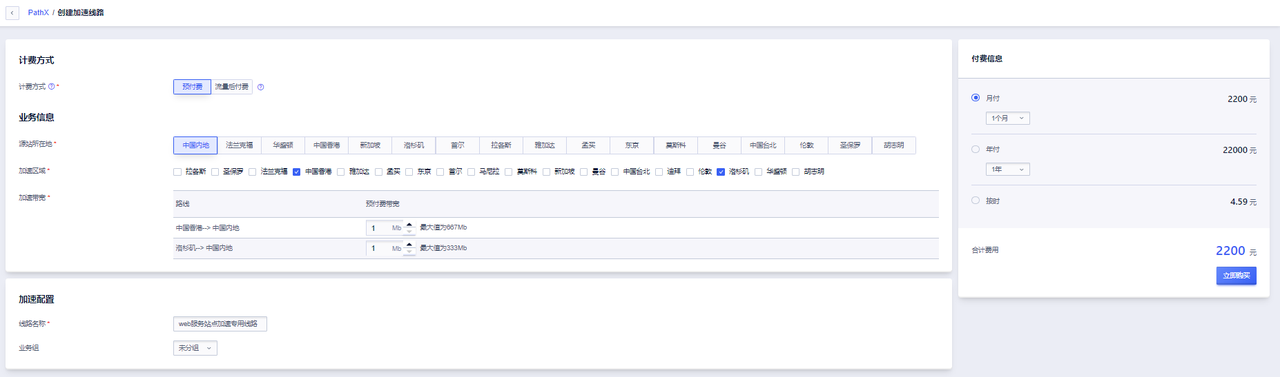 PathX / 创建加速线路
计费方式
计费方式 * 预付费 流量后付费
业务信息
源站所在地 * 中国内地 法兰克福 华盛顿 中国香港 新加坡 洛杉矶 首尔 拉各斯 雅加达 孟买 东京 莫斯科 曼谷 中国台北 伦敦 圣保罗 胡志明
加速区域 * 拉各斯 圣保罗 法兰克福 中国香港 雅加达 孟买 东京 首尔 马尼拉 莫斯科 新加坡 曼谷 中国台北 迪拜 伦敦 洛杉矶 华盛顿 胡志明
加速带宽 * 路线 预付费带宽
中国香港--> 中国内地 1 Mb 最大值为667Mb
洛杉矶--> 中国内地 1 Mb 最大值为333Mb
加速配置
线路名称 * web服务站点加速专用线路
业务组 未分组
付费信息
月付 2200 元
1个月
年付 22000 元
1年
按时 4.59 元
合计费用 2200 元
立即购买